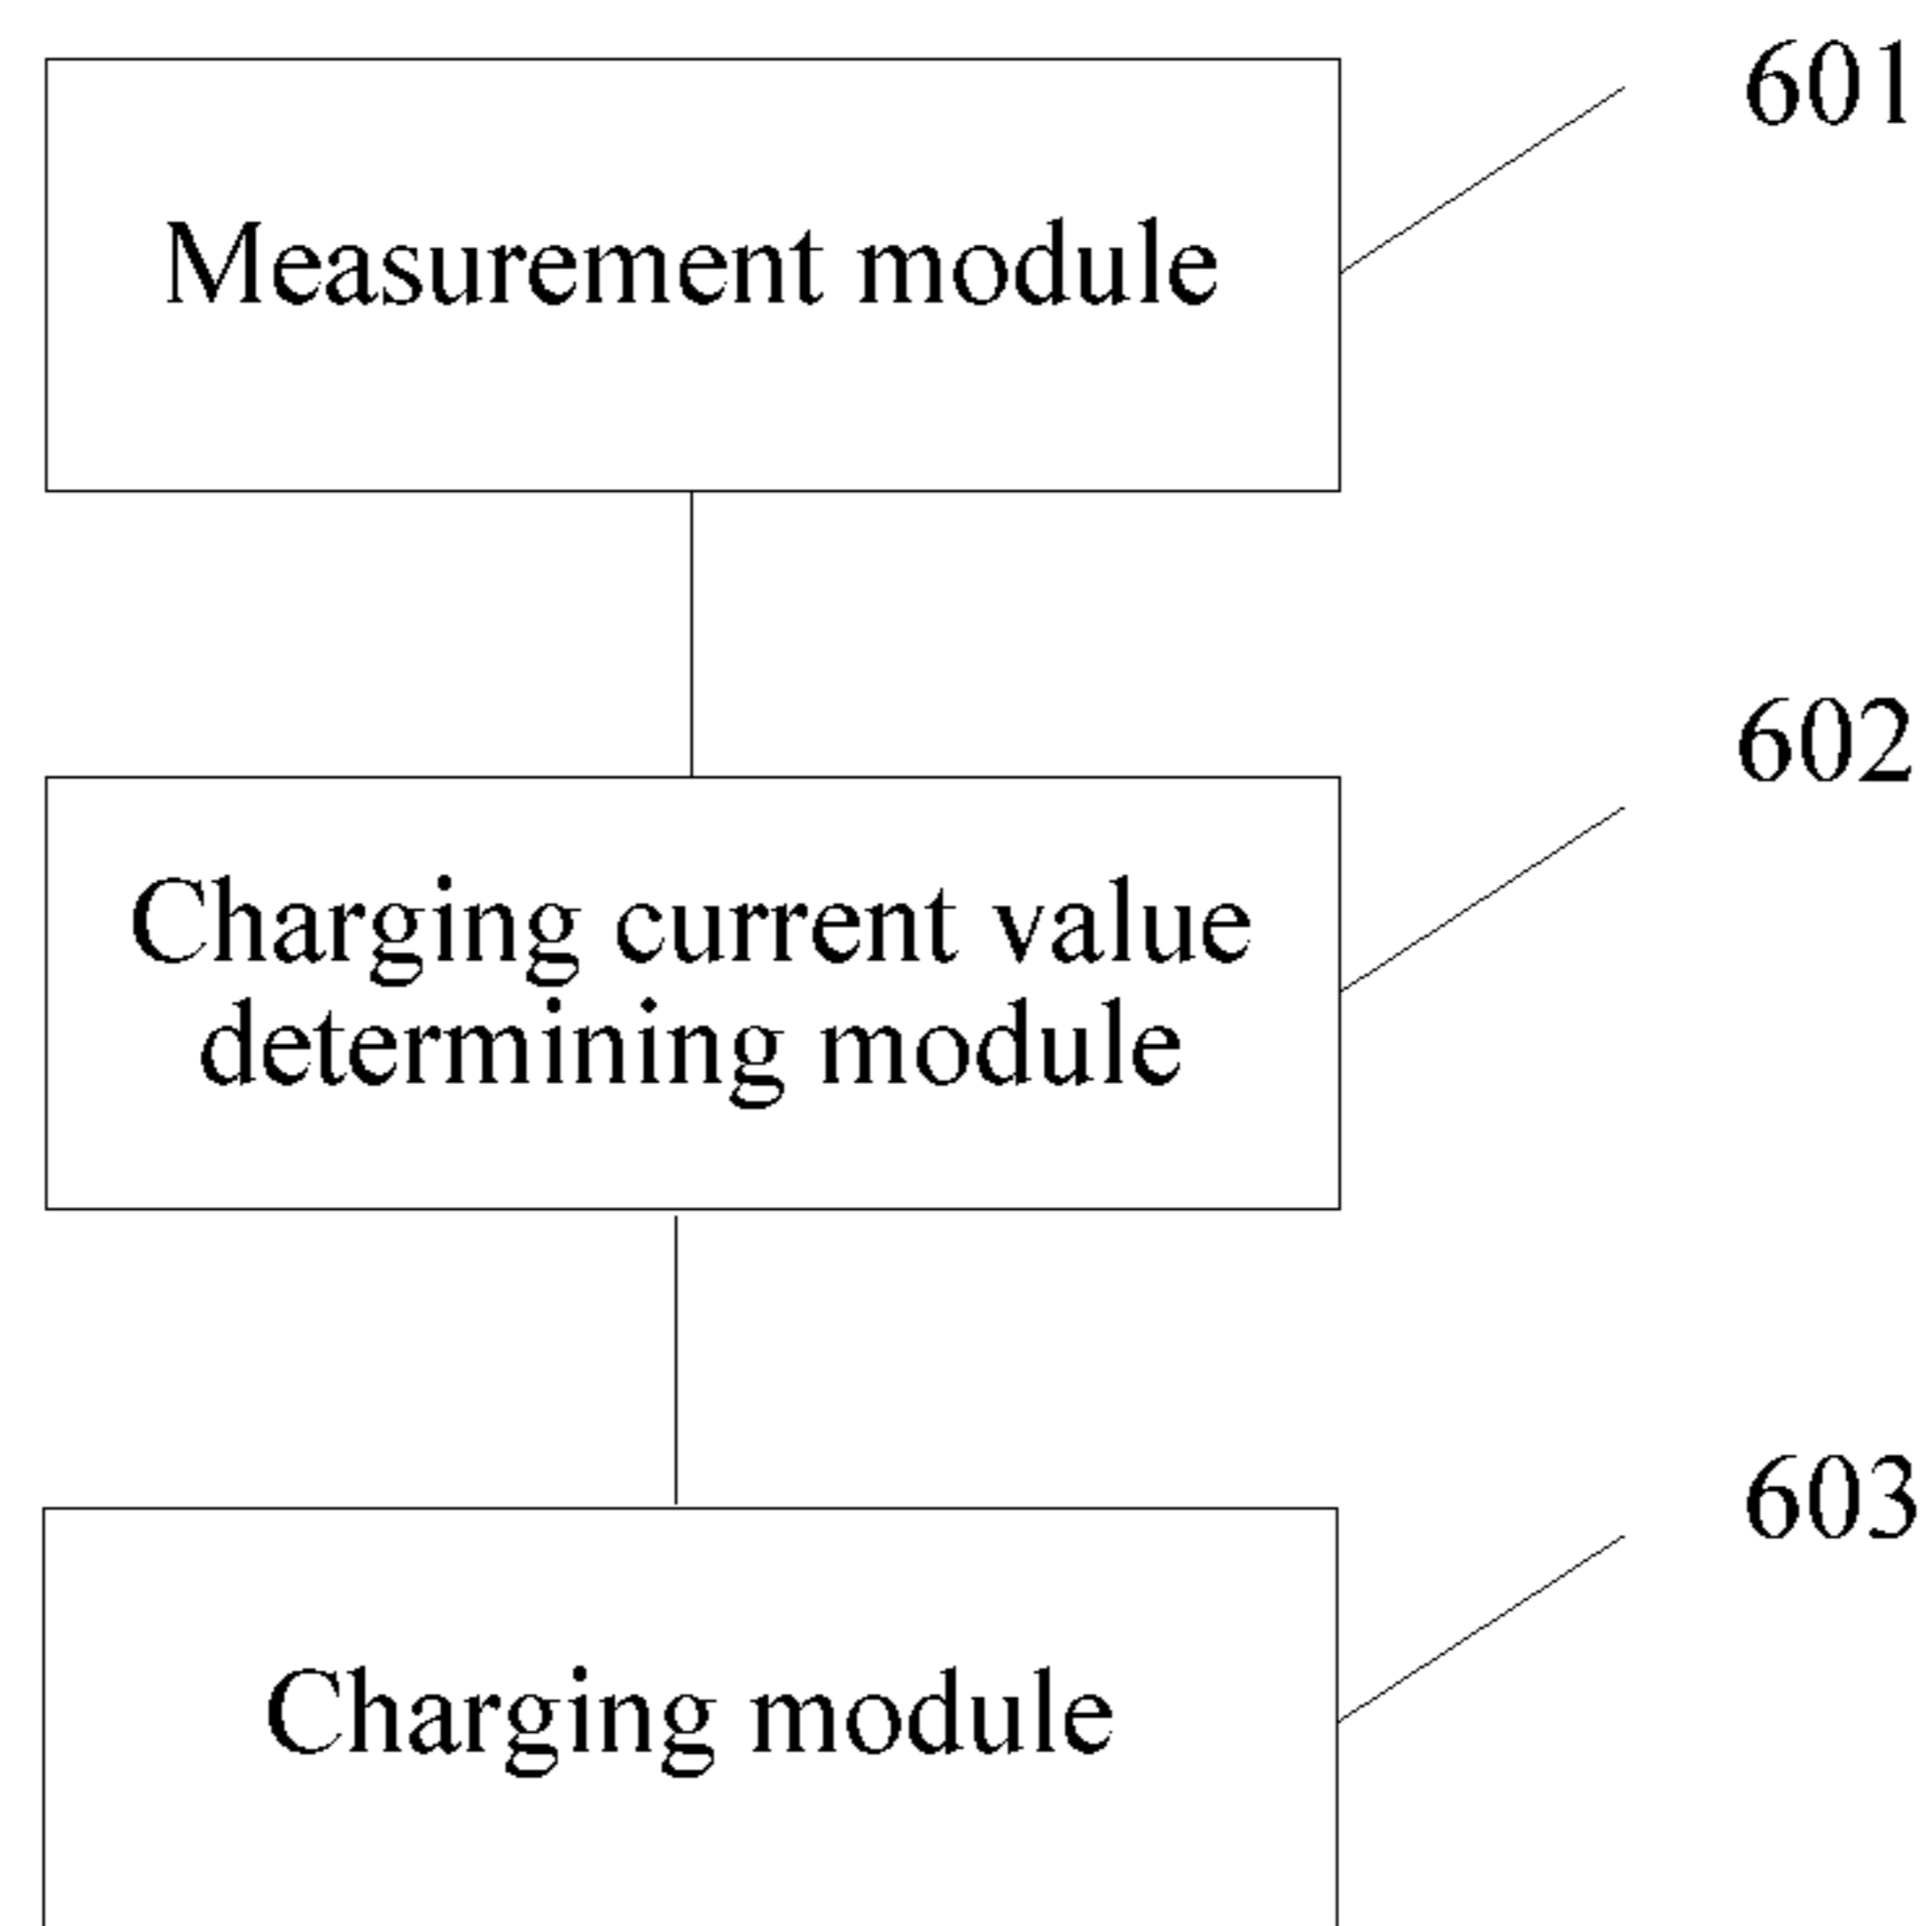 601
Measurement module
602
Charging current value
determining module
603
Charging module